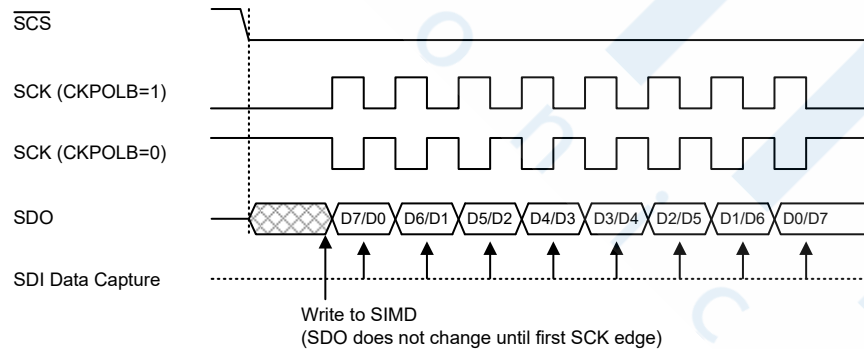 SCS
SCK (CKPOLB=1)
SCK (CKPOLB=0)
SDO
D7/D0 D6/D1 D5/D2 D4/D3 D3/D4 D2/D5 D1/D6 D0/D7
SDI Data Capture
Write to SIMD
(SDO does not change until first SCK edge)